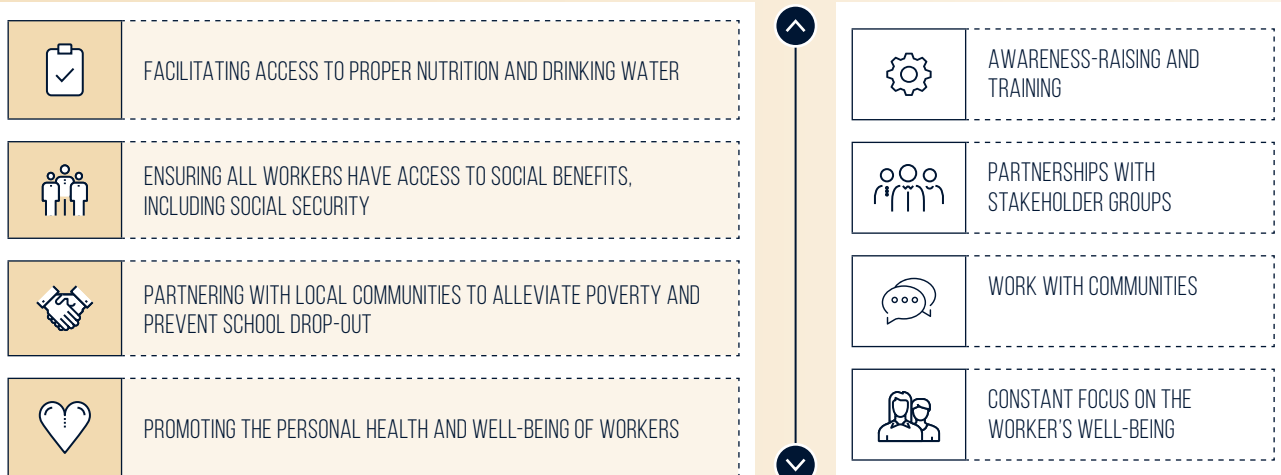 FACILITATING ACCESS TO PROPER NUTRITION AND DRINKING WATER
ENSURING ALL WORKERS HAVE ACCESS TO SOCIAL BENEFITS,
INCLUDING SOCIAL SECURITY
PARTNERING WITH LOCAL COMMUNITIES TO ALLEVIATE POVERTY AND
PREVENT SCHOOL DROP-OUT
PROMOTING THE PERSONAL HEALTH AND WELL-BEING OF WORKERS
AWARENESS-RAISING AND
TRAINING
PARTNERSHIPS WITH
STAKEHOLDER GROUPS
WORK WITH COMMUNITIES
CONSTANT FOCUS ON THE
WORKER'S WELL-BEING